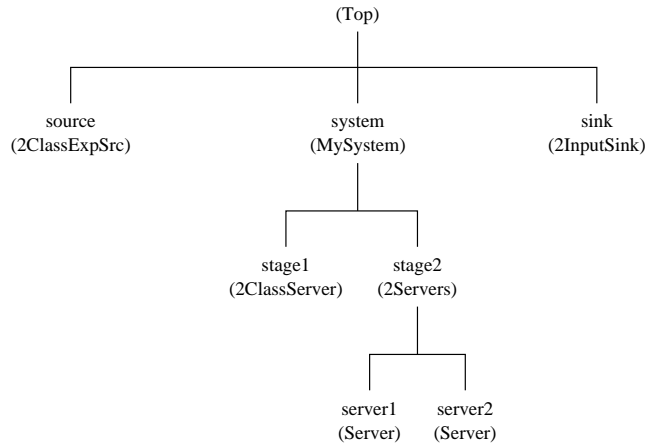 (Top)
source system sink
(2ClassExpSrc) (MySystem) (2InputSink)
stage1 stage2
(2ClassServer) (2Servers)
server1 server2
(Server) (Server)